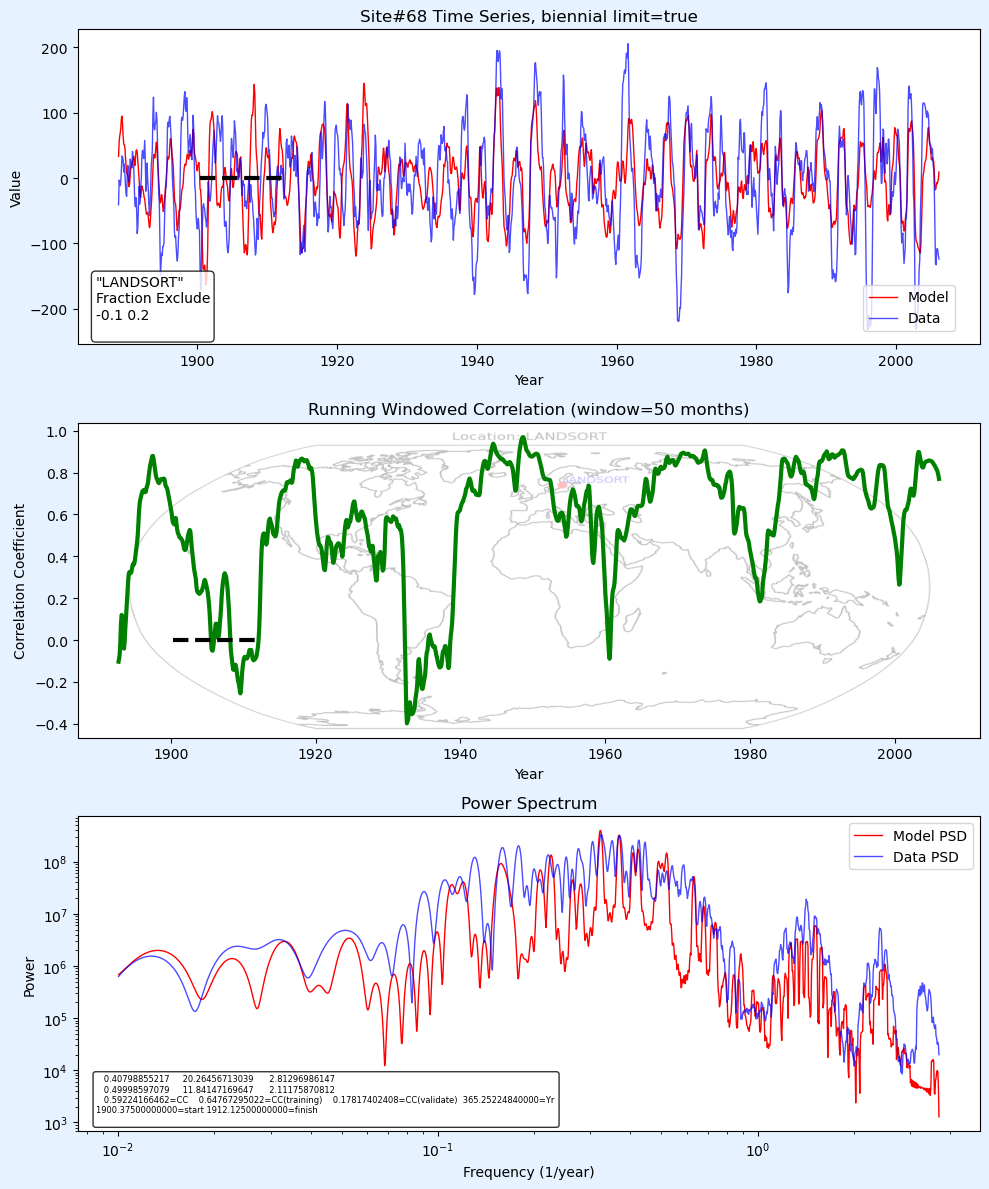 Site#68 Time Series, biennial limit=true
Value
200
100
0
−100
−200
"LANDSORT"
Fraction Exclude
-0.1 0.2
Model
Data
1900 1920 1940 1960 1980 2000
Year
Running Windowed Correlation (window=50 months)
Correlation Coefficient
1.0
0.8
0.6
0.4
0.2
0.0
−0.2
−0.4
Location: LANDSORT
LANDSORT
1900 1920 1940 1960 1980 2000
Year
Power Spectrum
Power
10⁸
10⁷
10⁶
10⁵
10⁴
10³
Model PSD
Data PSD
0.40798855217 20.26456713039 2.81296986147
0.49998597079 11.84147169647 2.11175870812
0.59224166462=CC 0.64767295022=CC(training) 0.17817402408=CC(validate) 365.25224840000=Yr
1900.37500000000=start 1912.12500000000=finish
10⁻² 10⁻¹ 10⁰
Frequency (1/year)